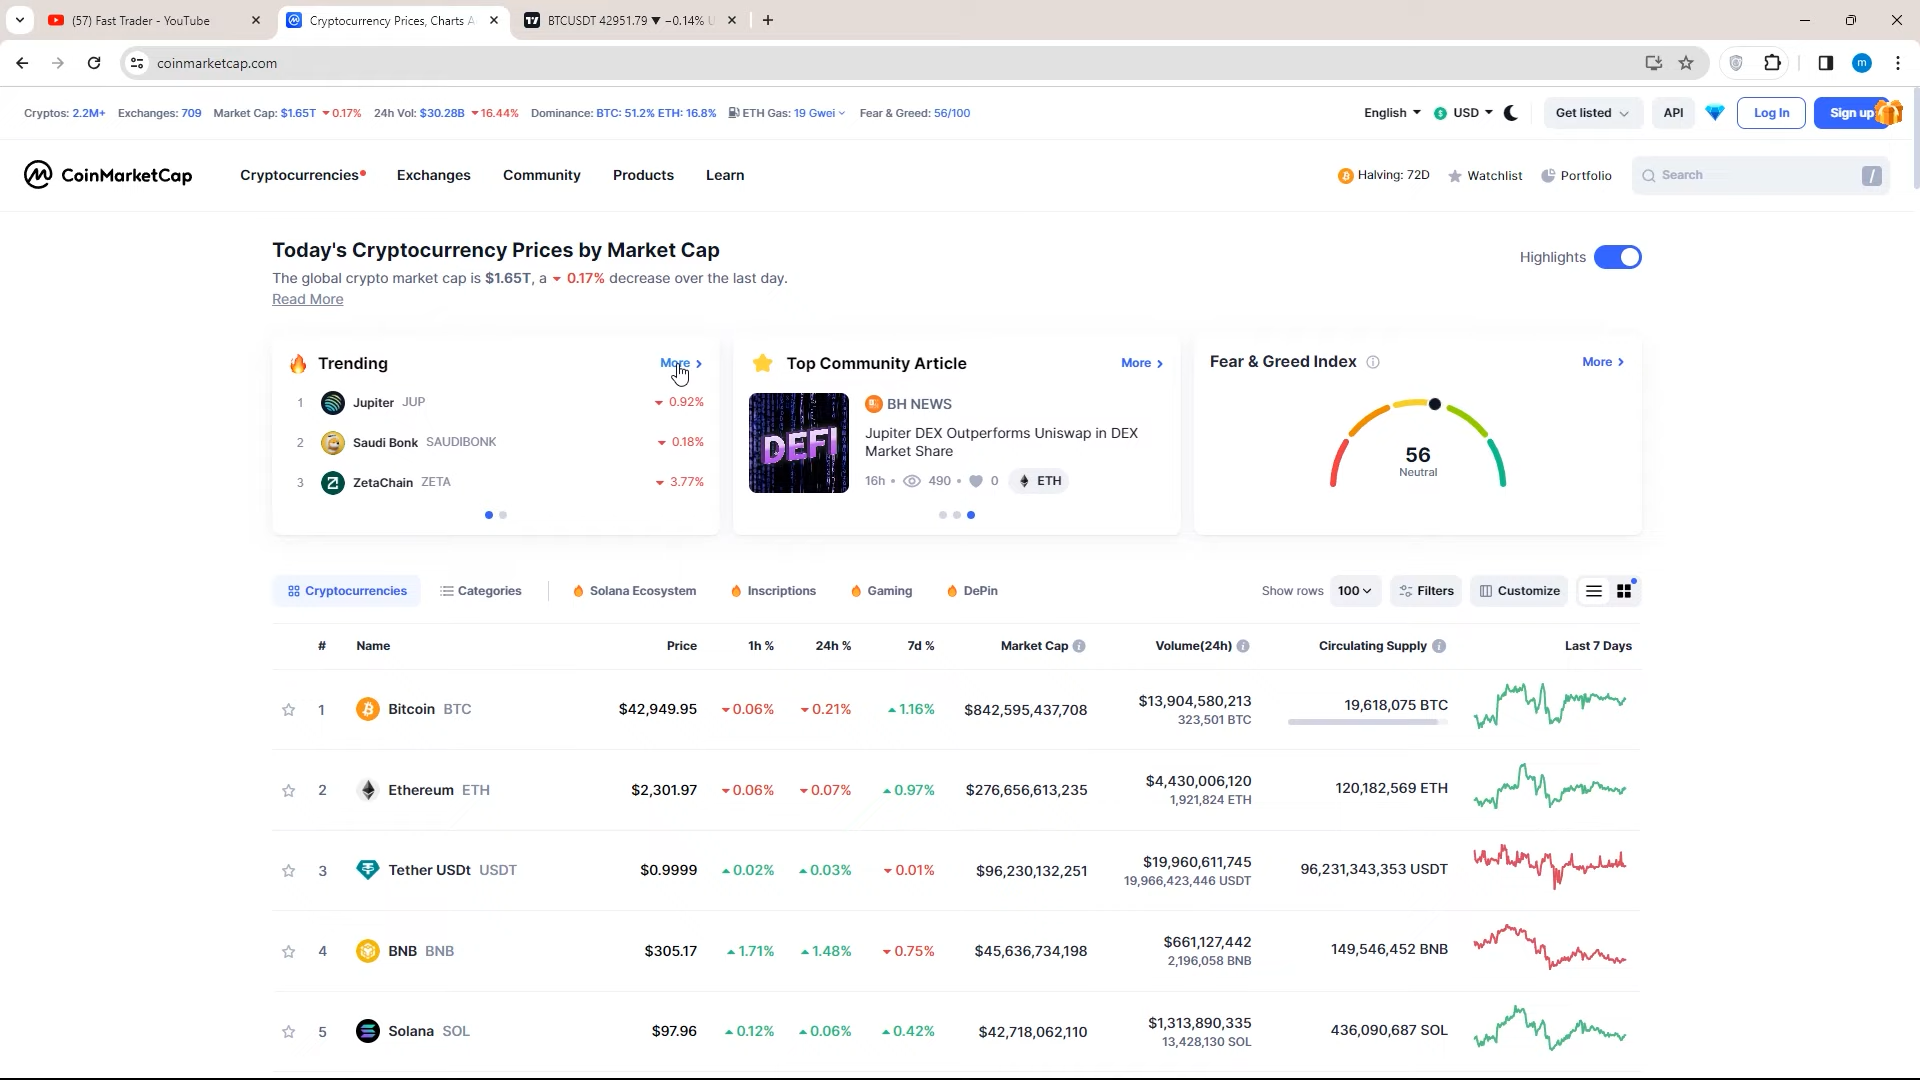 (57) Fast Trader - YouTube
Cryptocurrency Prices, Charts A
BTCUSDT 42951.79 ▼ −0.14% U
coinmarketcap.com
m
Cryptos: 2.2M+ Exchanges: 709 Market Cap: $1.65T ▼ 0.17% 24h Vol: $30.28B ▼ 16.44% Dominance: BTC: 51.2% ETH: 16.8% ETH Gas: 19 Gwei Fear & Greed: 56/100
English USD Get listed API Log In Sign up
CoinMarketCap Cryptocurrencies Exchanges Community Products Learn
Halving: 72D Watchlist Portfolio Search /
Today's Cryptocurrency Prices by Market Cap
Highlights
The global crypto market cap is $1.65T, a ▼ 0.17% decrease over the last day.
Read More
Trending More >
1 Jupiter JUP ▼ 0.92%
2 Saudi Bonk SAUDIBONK ▼ 0.18%
3 ZetaChain ZETA ▼ 3.77%
Top Community Article More >
DEFI
BH NEWS
Jupiter DEX Outperforms Uniswap in DEX
Market Share
16h • 490 • 0 ETH
Fear & Greed Index More >
56
Neutral
Cryptocurrencies Categories Solana Ecosystem Inscriptions Gaming DePin Show rows 100 Filters Customize
# Name Price 1h % 24h % 7d % Market Cap Volume(24h) Circulating Supply Last 7 Days
1 Bitcoin BTC $42,949.95 ▼ 0.06% ▼ 0.21% ▲ 1.16% $842,595,437,708 $13,904,580,213 19,618,075 BTC
323,501 BTC
2 Ethereum ETH $2,301.97 ▼ 0.06% ▼ 0.07% ▲ 0.97% $276,656,613,235 $4,430,006,120 120,182,569 ETH
1,921,824 ETH
3 Tether USDt USDT $0.9999 ▲ 0.02% ▲ 0.03% ▼ 0.01% $96,230,132,251 $19,960,611,745 96,231,343,353 USDT
19,966,423,446 USDT
4 BNB BNB $305.17 ▲ 1.71% ▲ 1.48% ▼ 0.75% $45,636,734,198 $661,127,442 149,546,452 BNB
2,196,058 BNB
5 Solana SOL $97.96 ▲ 0.12% ▲ 0.06% ▲ 0.42% $42,718,062,110 $1,313,890,335 436,090,687 SOL
13,428,130 SOL